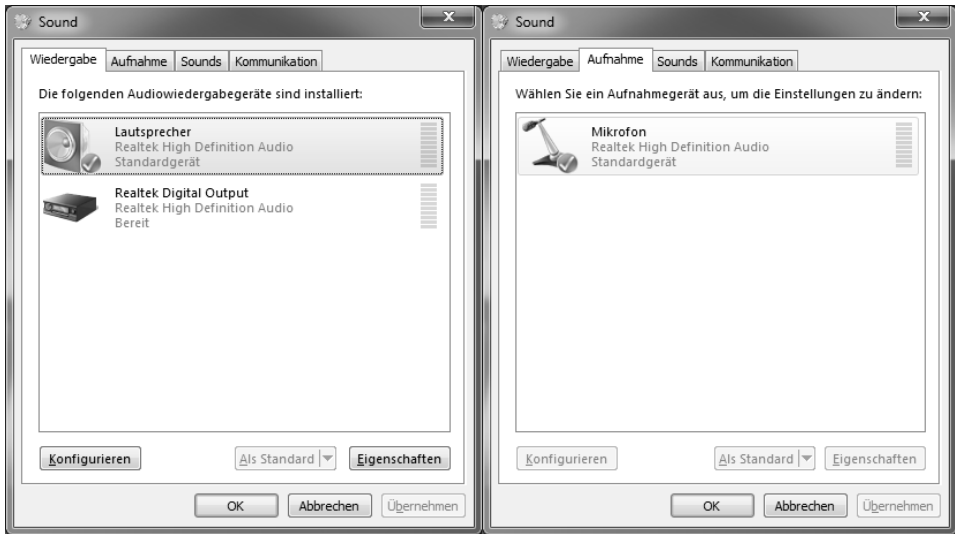 Sound
Wiedergabe Aufnahme Sounds Kommunikation
Die folgenden Audiowiedergabegeräte sind installiert:
Lautsprecher
Realtek High Definition Audio
Standardgerät
Realtek Digital Output
Realtek High Definition Audio
Bereit
Konfigurieren Als Standard Eigenschaften
OK Abbrechen Übernehmen
Sound
Wiedergabe Aufnahme Sounds Kommunikation
Wählen Sie ein Aufnahmegerät aus, um die Einstellungen zu ändern:
Mikrofon
Realtek High Definition Audio
Standardgerät
Konfigurieren Als Standard Eigenschaften
OK Abbrechen Übernehmen